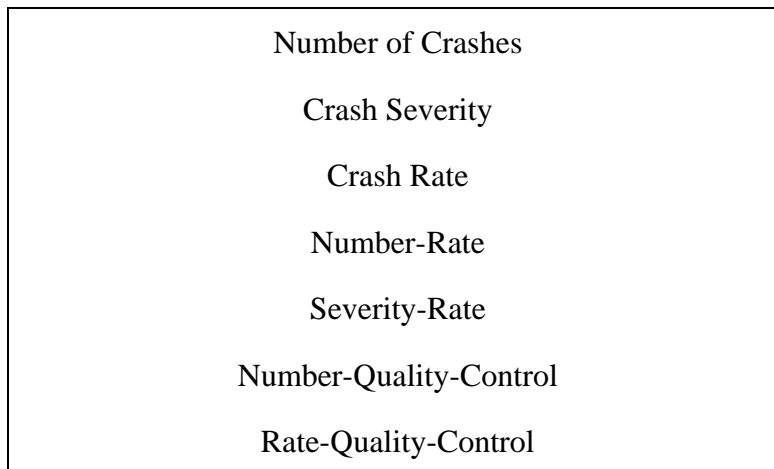 Number of Crashes
Crash Severity
Crash Rate
Number-Rate
Severity-Rate
Number-Quality-Control
Rate-Quality-Control